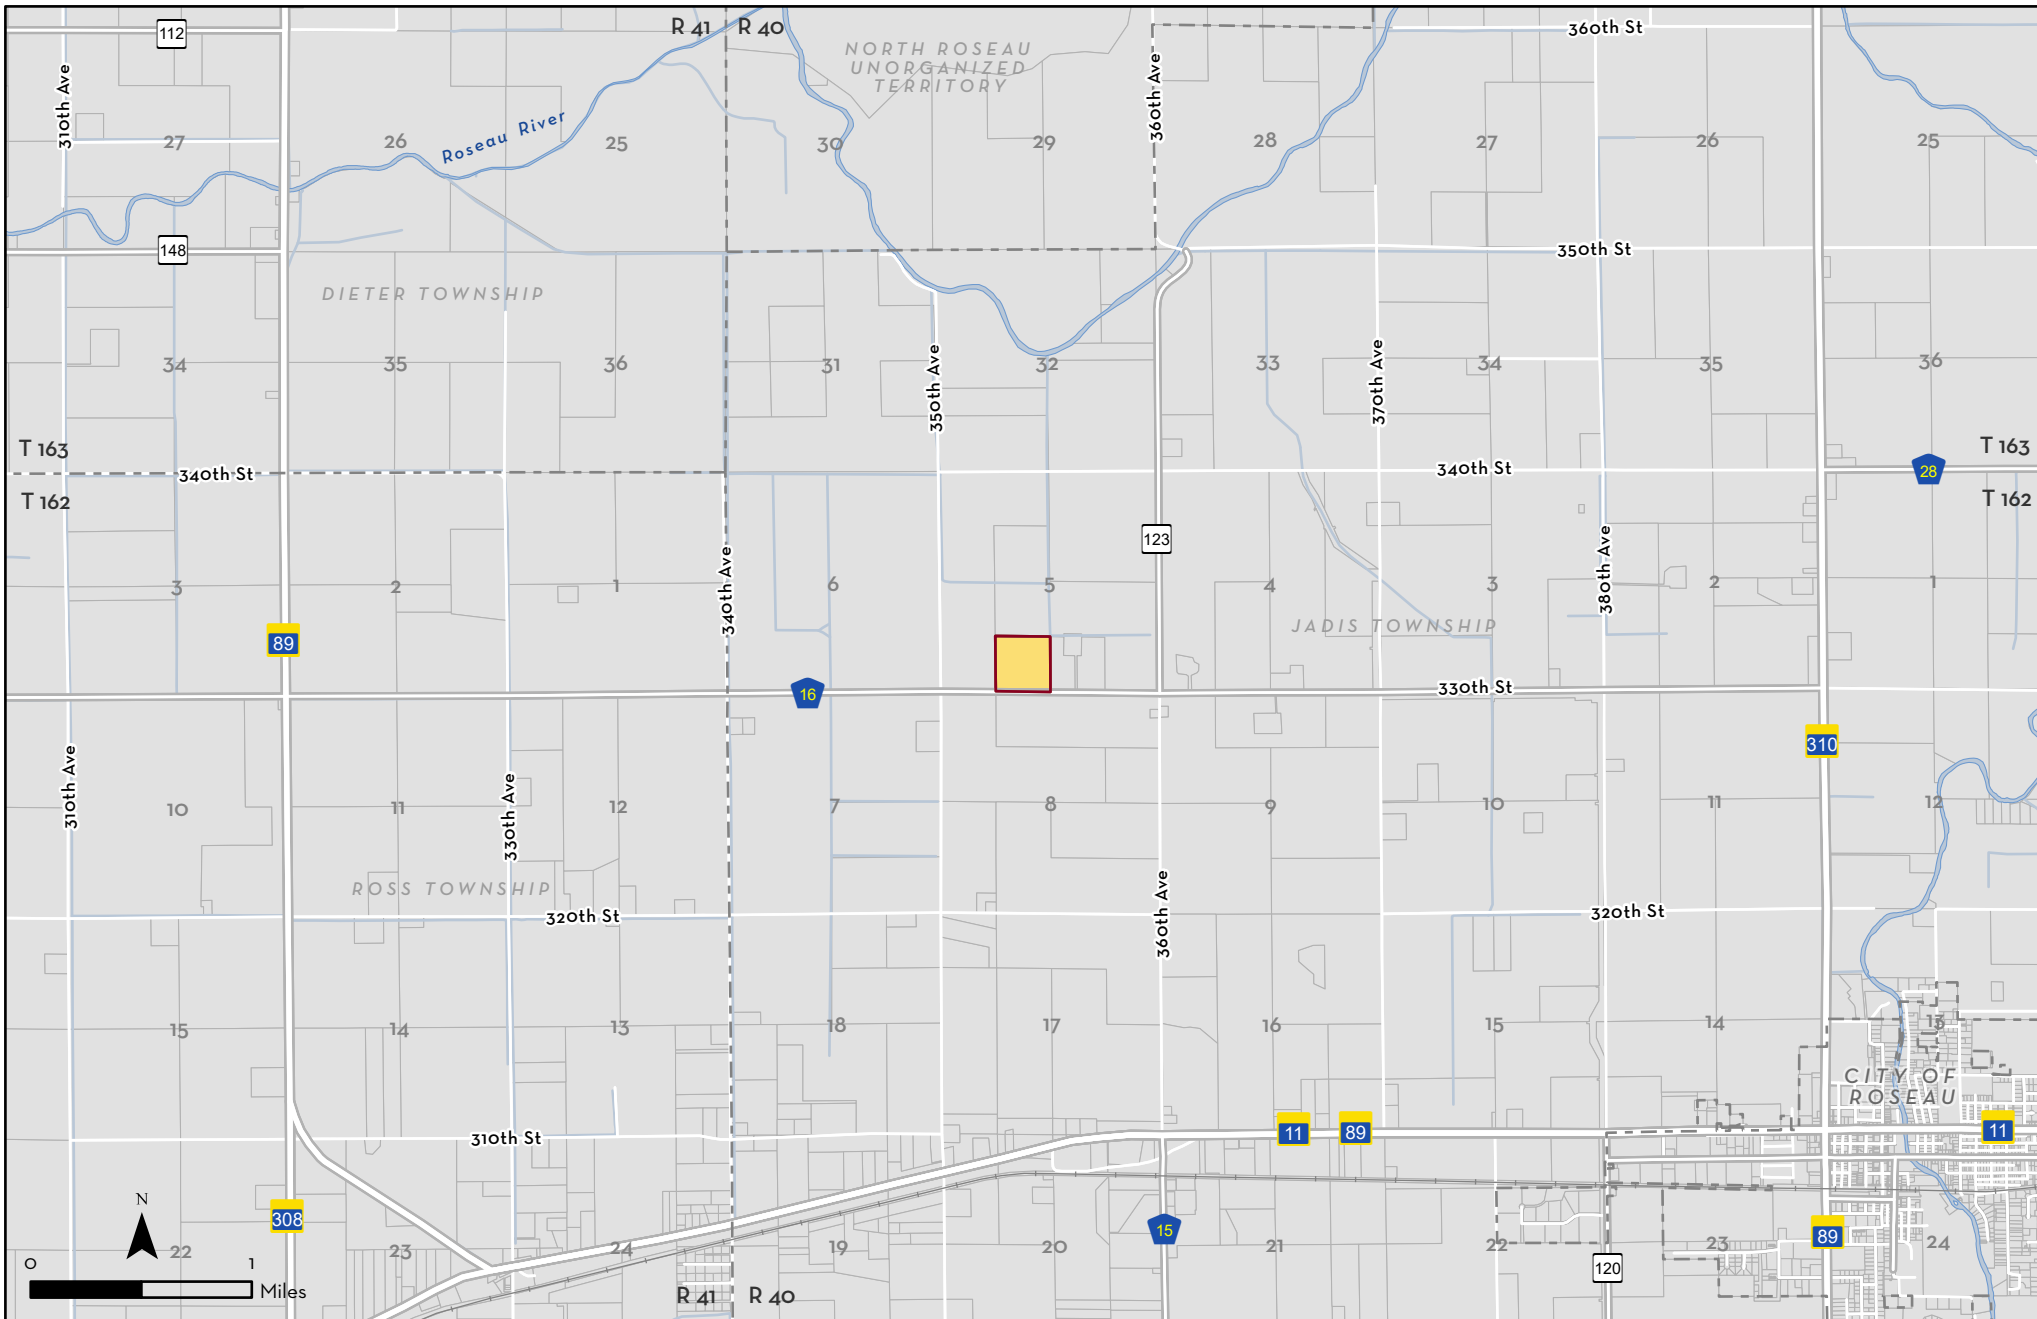 R 41
R 40
112
360th St
NORTH ROSEAU
UNORGANIZED
TERRITORY
310th Ave
360th Ave
Roseau River
27
26
25
30
29
28
27
26
25
148
350th St
DIETER TOWNSHIP
34
35
36
31
350th Ave
32
33
370th Ave
34
35
36
T 163
T 163
340th St
340th St
28
T 162
T 162
123
340th Ave
380th Ave
3
2
1
6
5
4
3
2
1
JADIS TOWNSHIP
89
16
330th St
310
310th Ave
330th Ave
10
11
12
7
8
9
10
11
12
ROSS TOWNSHIP
360th Ave
320th St
320th St
15
14
13
18
17
16
15
14
13
CITY OF
ROSEAU
310th St
11
89
11
N
308
15
89
22
23
24
19
20
21
22
23
24
0
1
Miles
120
R 41
R 40